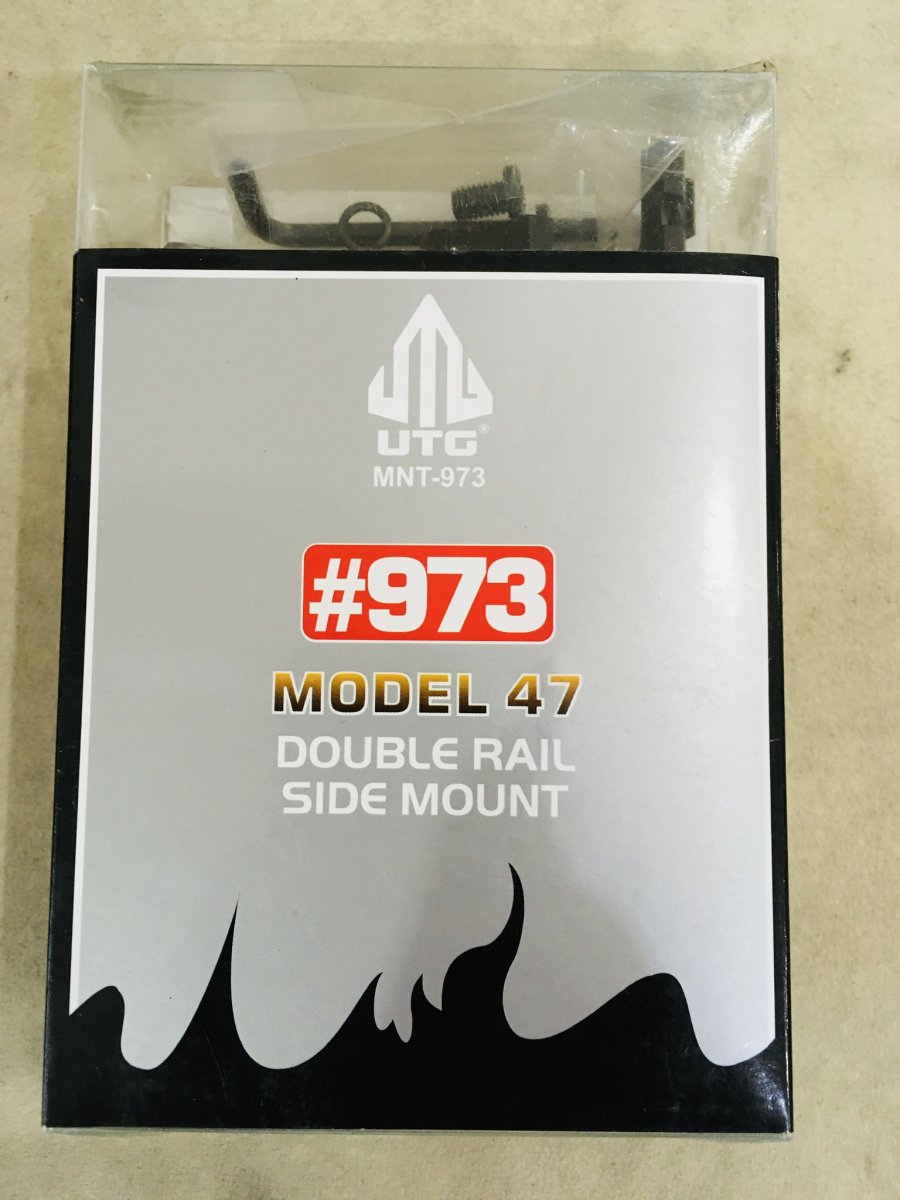 UTG®
MNT-973
#973
MODEL 47
DOUBLE RAIL
SIDE MOUNT